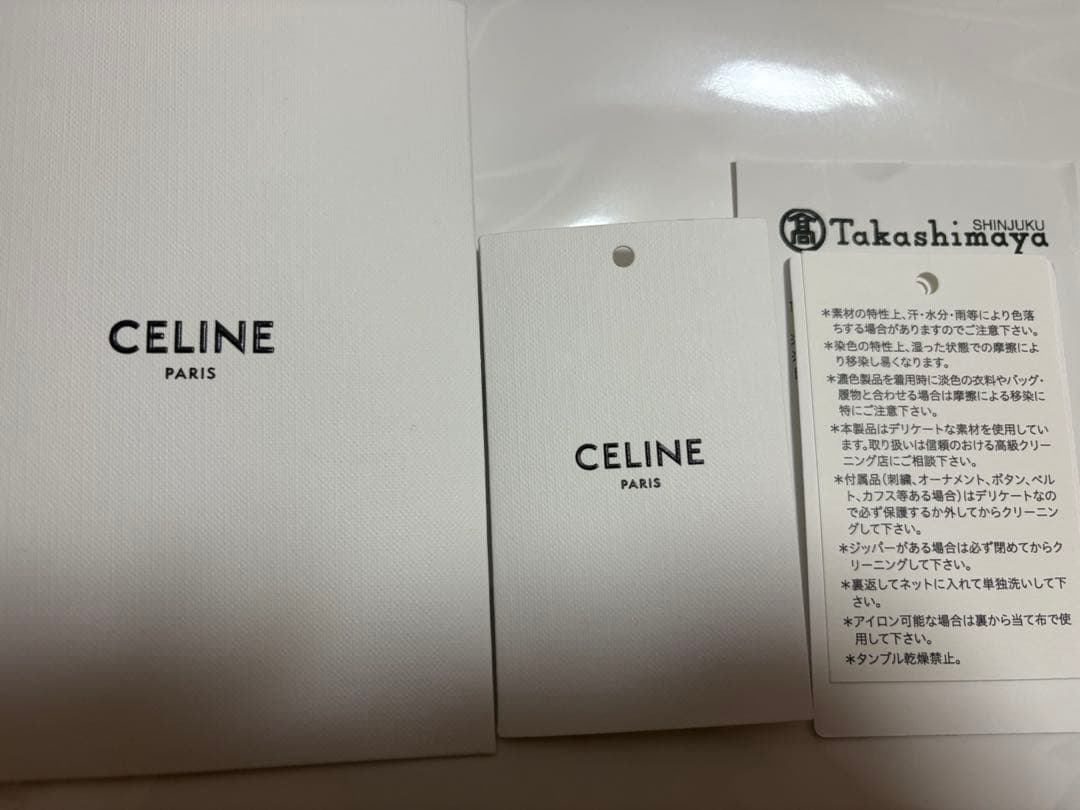 CELINE
PARIS
CELINE
PARIS
髙 Takashimaya
SHINJUKU
＊素材の特性上、汗・水分・雨等により色落
ちする場合がありますのでご注意下さい。
＊染色の特性上、湿った状態での摩擦によ
り移染し易くなります。
＊濃色製品を着用時に淡色の衣料やバッグ・
履物と合わせる場合は摩擦による移染に
特にご注意下さい。
＊本製品はデリケートな素材を使用してい
ます。取り扱いは信頼のおける高級クリー
ニング店にご相談下さい。
＊付属品（刺繍、オーナメント、ボタン、ベル
ト、カフス等ある場合）はデリケートなの
で必ず保護するか外してからクリーニン
グして下さい。
＊ジッパーがある場合は必ず閉めてからク
リーニングして下さい。
＊裏返してネットに入れて単独洗いして下
さい。
＊アイロン可能な場合は裏から当て布で使
用して下さい。
＊タンブル乾燥禁止。